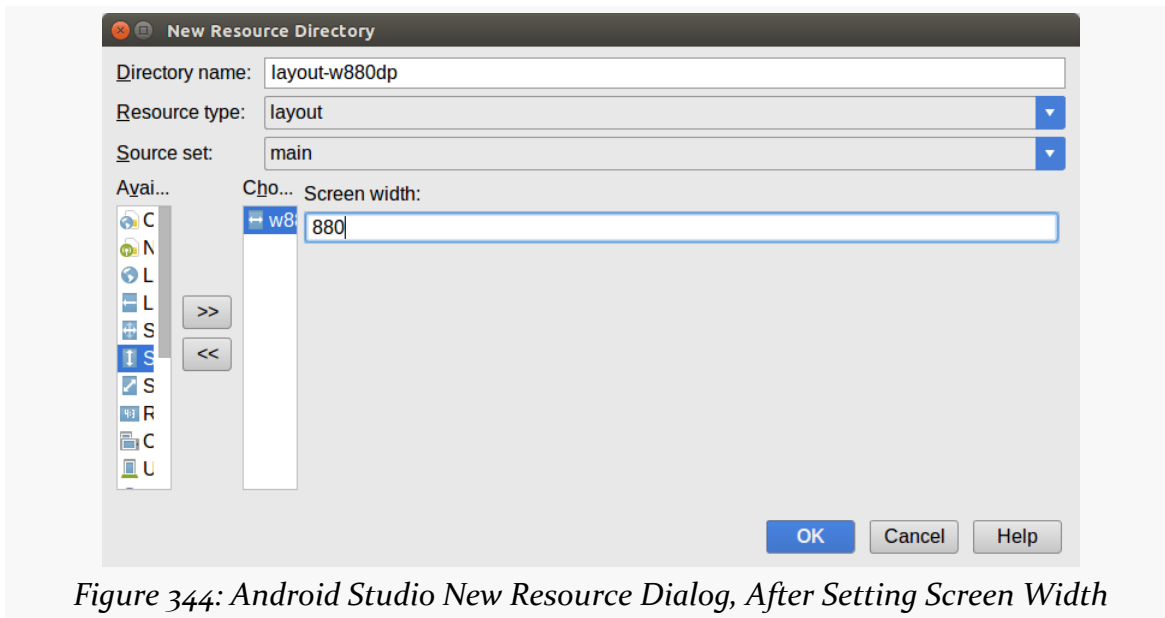 New Resource Directory
Directory name: layout-w880dp
Resource type: layout
Source set: main
Avai... Cho... Screen width:
C w88 880
N
L
L
S >>
S <<
S
R
C
U
OK Cancel Help
Figure 344: Android Studio New Resource Dialog, After Setting Screen Width